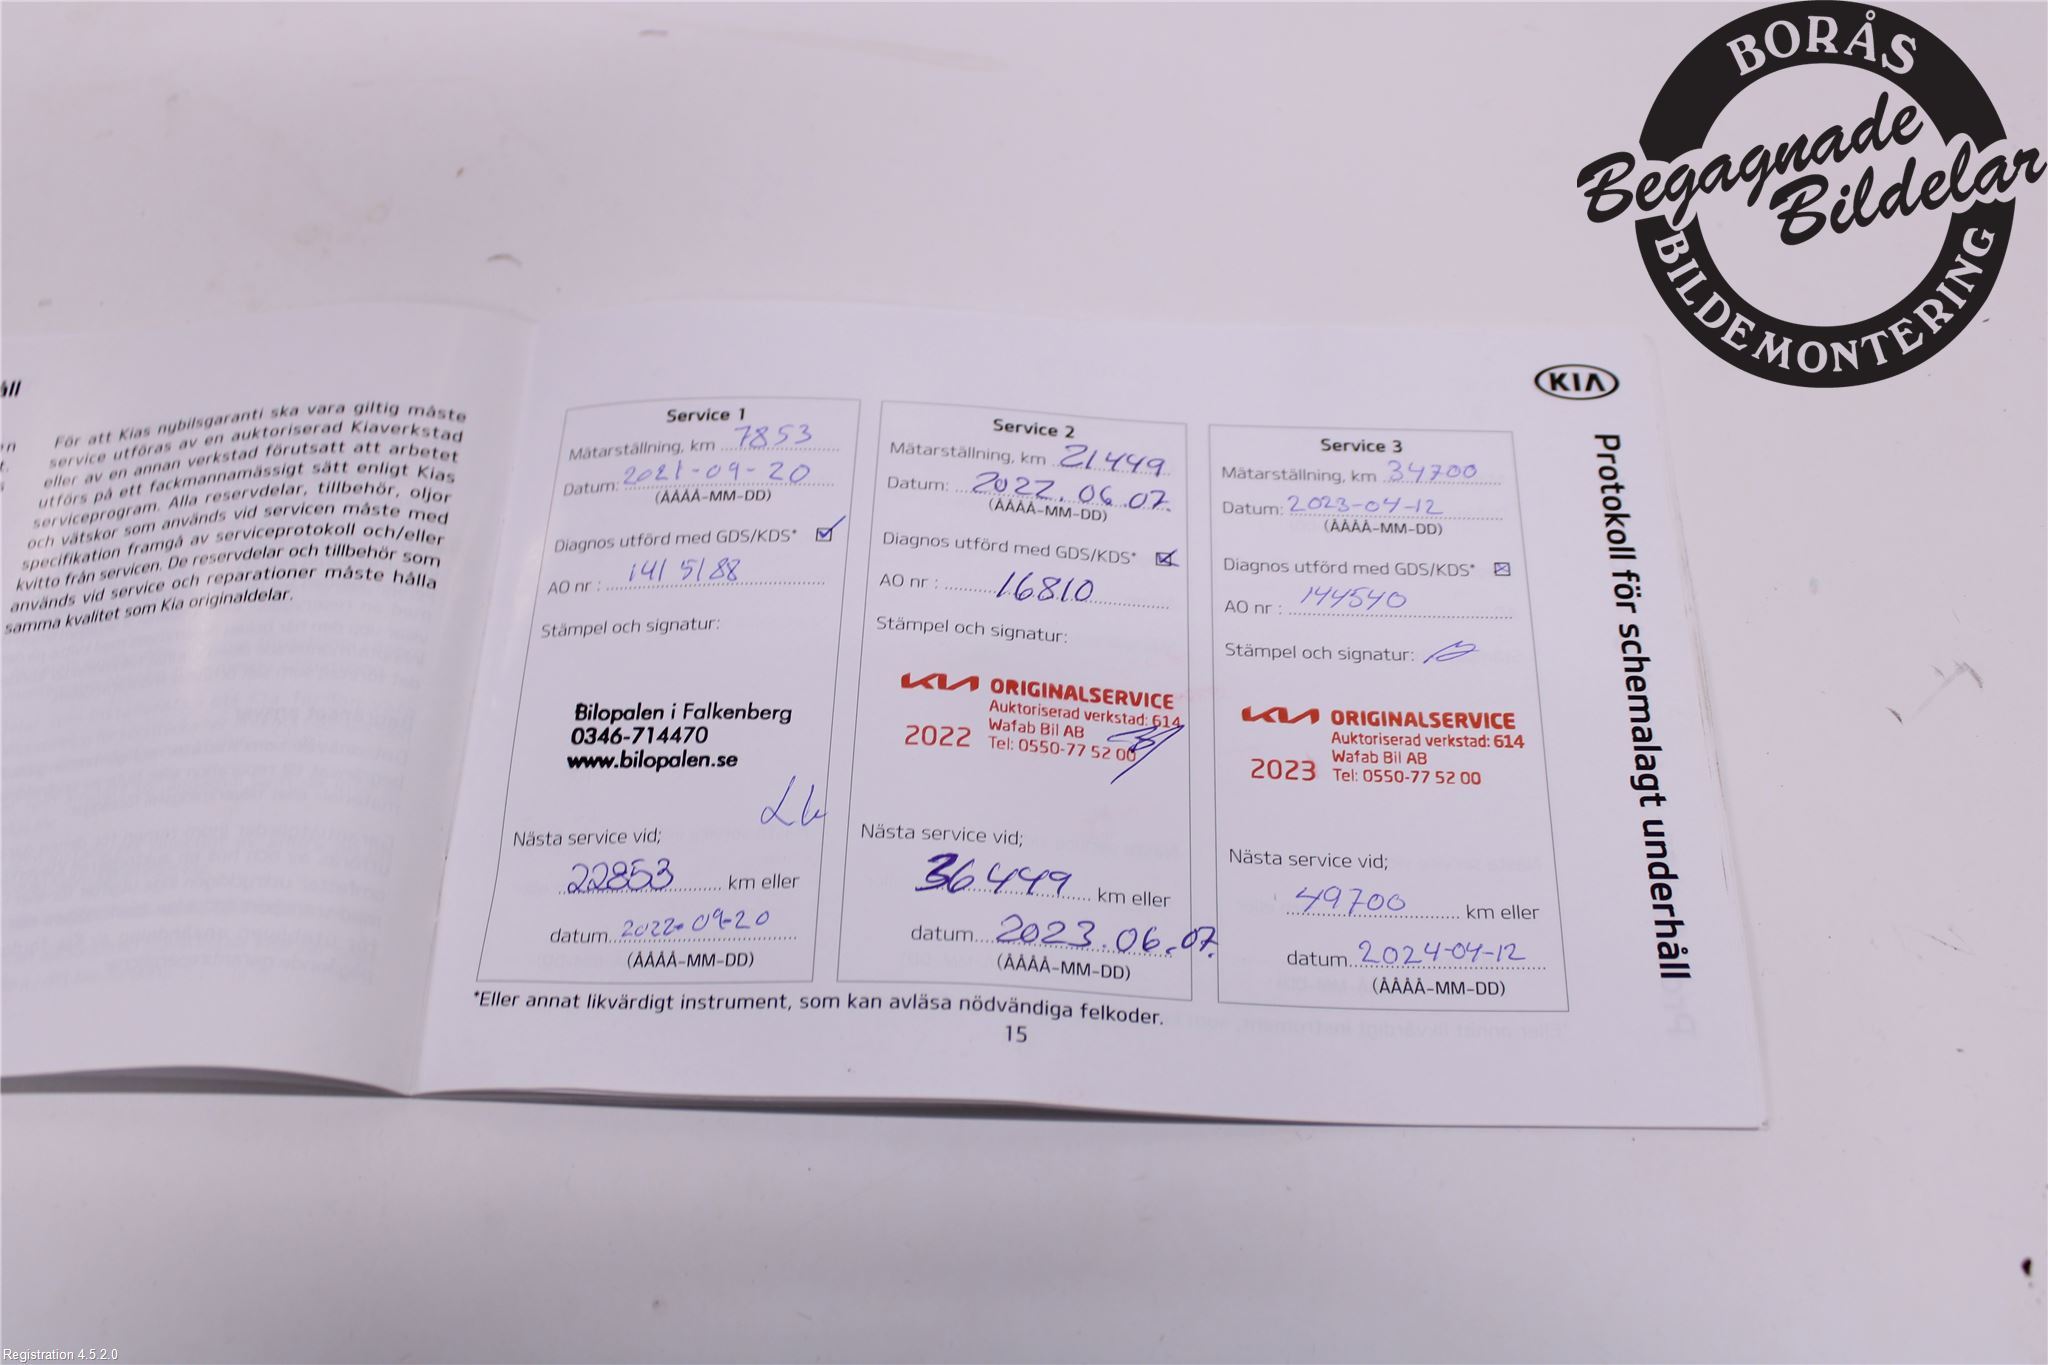 BORÅS
Begagnade
Bildelar
BILDEMONTERING
KIA
För att Kias nybilsgaranti ska vara giltig måste
service utföras av en auktoriserad Kiaverkstad
eller av en annan verkstad förutsatt att arbetet
utförs på ett fackmannamässigt sätt enligt Kias
serviceprogram. Alla reservdelar, tillbehör, oljor
och vätskor som används vid servicen måste med
specifikation framgå av serviceprotokoll och/eller
kvitto från servicen. De reservdelar och tillbehör som
används vid service och reparationer måste hålla
samma kvalitet som Kia originaldelar.
Protokoll för schemalagt underhåll
Service 1
Mätarställning, km 7853
Datum: 2021-09-20
(ÅÅÅÅ-MM-DD)
Diagnos utförd med GDS/KDS*
AO nr :
Stämpel och signatur:
Bilopalen i Falkenberg
0346-714470
www.bilopalen.se
Nästa service vid;
22853 km eller
datum 2022-09-20
(ÅÅÅÅ-MM-DD)
Service 2
Mätarställning, km 21449
Datum: 2022.06.07.
(ÅÅÅÅ-MM-DD)
Diagnos utförd med GDS/KDS*
AO nr : 16810
Stämpel och signatur:
KIA ORIGINALSERVICE
Auktoriserad verkstad: 614
2022 Wafab Bil AB
Tel: 0550-77 52 00
Nästa service vid;
36449 km eller
datum 2023.06.07.
(ÅÅÅÅ-MM-DD)
Service 3
Mätarställning, km 34700
Datum: 2023-04-12
(ÅÅÅÅ-MM-DD)
Diagnos utförd med GDS/KDS*
AO nr : 144540
Stämpel och signatur:
KIA ORIGINALSERVICE
Auktoriserad verkstad: 614
2023 Wafab Bil AB
Tel: 0550-77 52 00
Nästa service vid;
49700 km eller
datum 2024-04-12
(ÅÅÅÅ-MM-DD)
*Eller annat likvärdigt instrument, som kan avläsa nödvändiga felkoder.
15
Registration 4.5.2.0